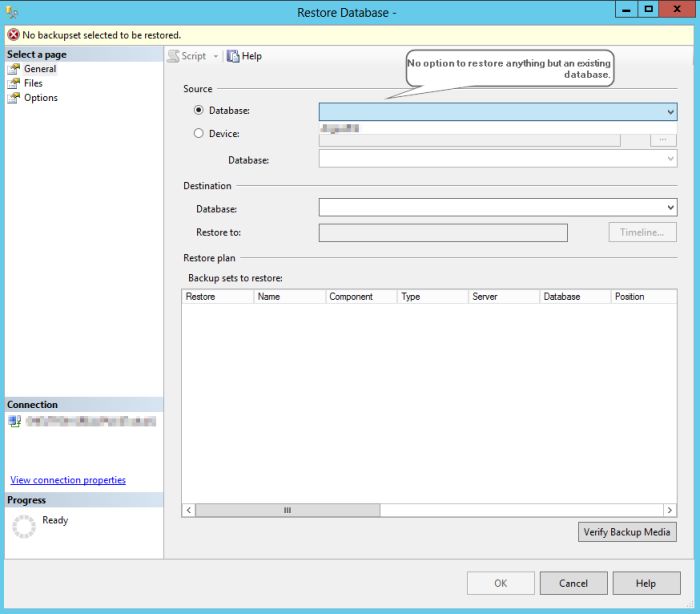 Restore Database -
No backupset selected to be restored.
Select a page
General
Files
Options
Script
Help
No option to restore anything but an existing
database.
Source
Database:
Device:
...
Database:
Destination
Database:
Restore to:
Timeline...
Restore plan
Backup sets to restore:
Restore Name Component Type Server Database Position
Connection
View connection properties
Progress
Ready
Verify Backup Media
OK Cancel Help